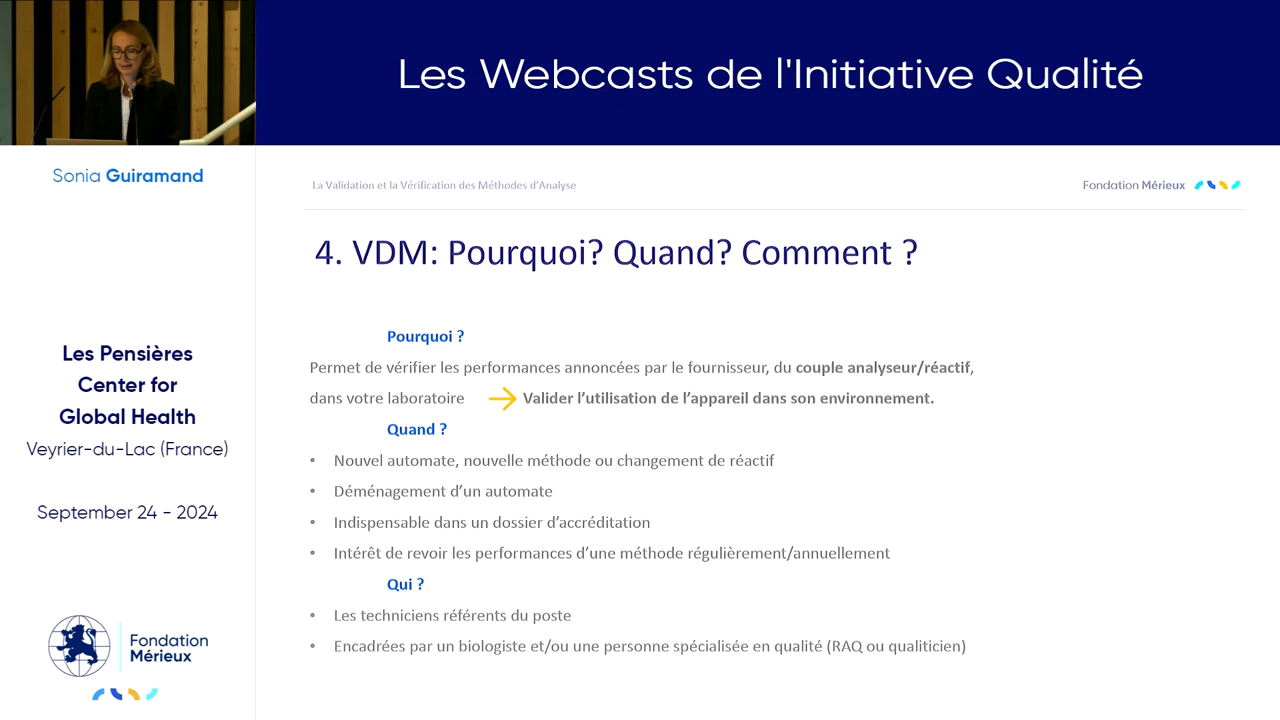 Les Webcasts de l'Initiative Qualité
Sonia Guiramand
Les Pensières
Center for
Global Health
Veyrier-du-Lac (France)
September 24 - 2024
Fondation
Mérieux
La Validation et la Vérification des Méthodes d'Analyse
Fondation Mérieux
4. VDM: Pourquoi? Quand? Comment ?
Pourquoi ?
Permet de vérifier les performances annoncées par le fournisseur, du couple analyseur/réactif,
dans votre laboratoire Valider l'utilisation de l'appareil dans son environnement.
Quand ?
• Nouvel automate, nouvelle méthode ou changement de réactif
• Déménagement d'un automate
• Indispensable dans un dossier d'accréditation
• Intérêt de revoir les performances d'une méthode régulièrement/annuellement
Qui ?
• Les techniciens référents du poste
• Encadrées par un biologiste et/ou une personne spécialisée en qualité (RAQ ou qualiticien)